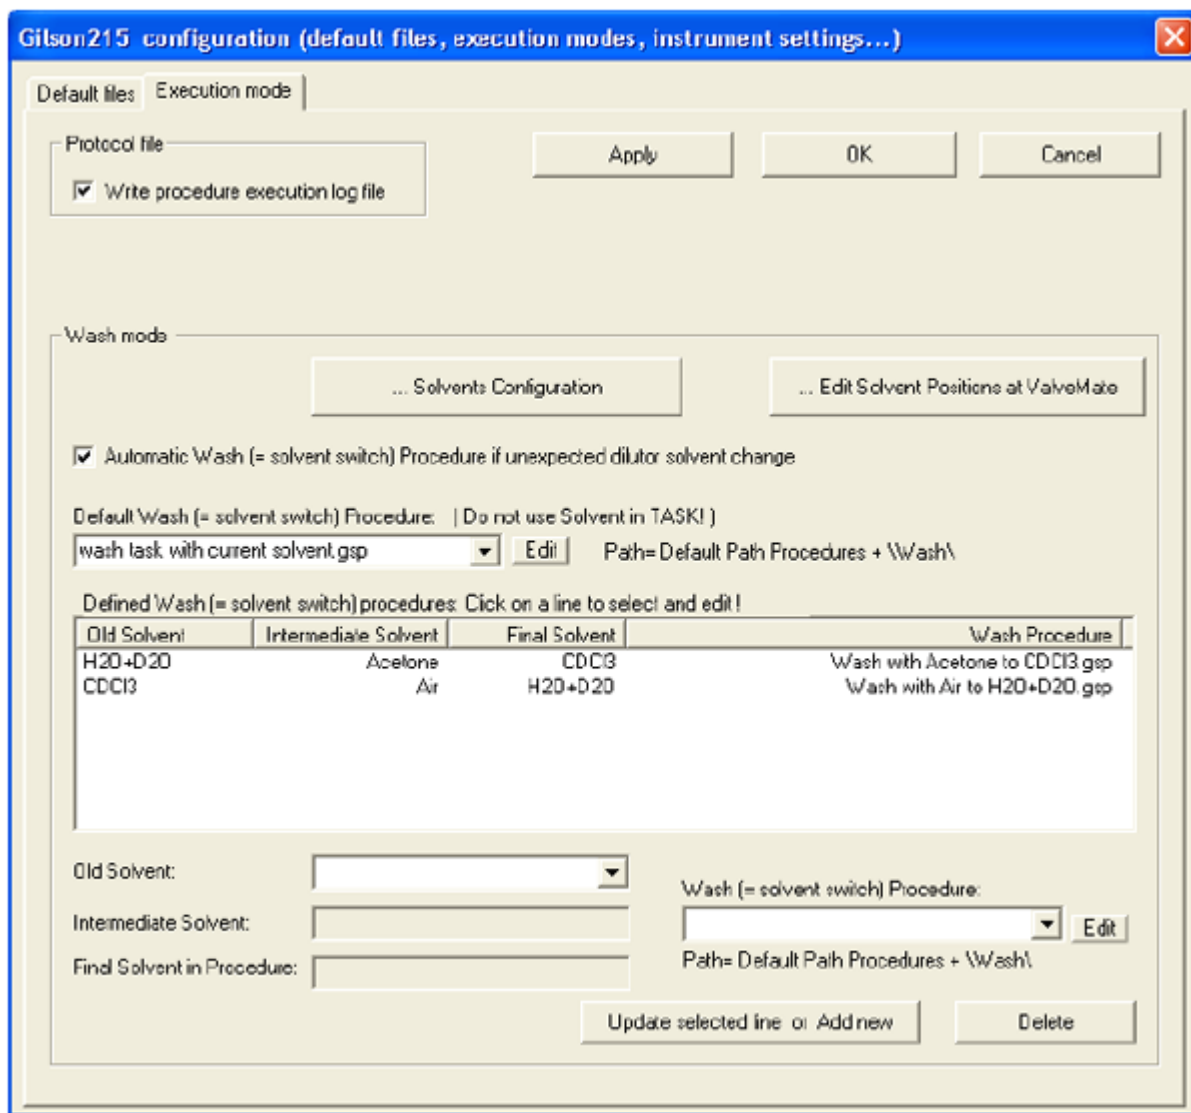 Gilson215 configuration (default files, execution modes, instrument settings...)
Default files Execution mode
Protocol file
Apply OK Cancel
Write procedure execution log file
Wash mode
... Solvents Configuration ... Edit Solvent Positions at ValveMate
Automatic Wash (= solvent switch) Procedure if unexpected dilutor solvent change
Default Wash (= solvent switch) Procedure: ( Do not use Solvent in TASK! )
wash task with current solvent.gsp Edit Path= Default Path Procedures + \Wash\
Defined Wash (= solvent switch) procedures: Click on a line to select and edit !
Old Solvent Intermediate Solvent Final Solvent Wash Procedure
H2O+D2O Acetone CDCl3 Wash with Acetone to CDCl3.gsp
CDCl3 Air H2O+D2O Wash with Air to H2O+D2O.gsp
Old Solvent:
Wash (= solvent switch) Procedure:
Intermediate Solvent:
Edit
Final Solvent in Procedure:
Path= Default Path Procedures + \Wash\
Update selected line or Add new Delete